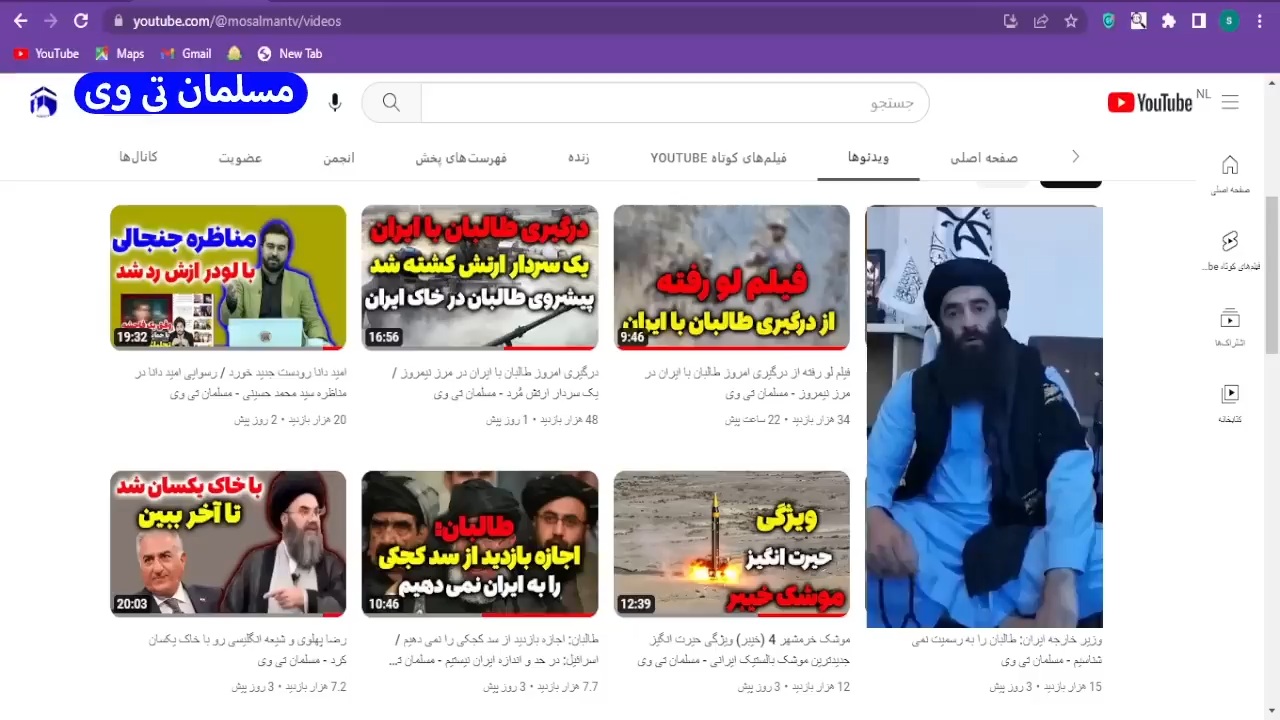 youtube.com/@mosalmantv/videos
S
YouTube
Maps
Gmail
New Tab
مسلمان تی وی
جستجو
YouTube NL
صفحه اصلی
ویدئوها
فیلم‌های کوتاه YOUTUBE
زنده
فهرست‌های پخش
انجمن
عضویت
کانال‌ها
صفحه اصلی
فیلم‌های کوتاه be...
اشتراک‌ها
کتابخانه
فیلم لو رفته
از درگیری طالبان با ایران
9:46
فیلم لو رفته از درگیری امروز طالبان با ایران در
مرز نیمروز - مسلمان تی وی
34 هزار بازدید • 22 ساعت پیش
درگیری طالبان با ایران
یک سردار ارتش کشته شد
پیشروی طالبان در خاک ایران
16:56
درگیری امروز طالبان با ایران در مرز نیمروز /
یک سردار ارتش مُرد - مسلمان تی وی
48 هزار بازدید • 1 روز پیش
مناظره جنجالی
با لودر ازش رد شد
19:32
امید دانا رودست جدید خورد / رسوایی امید دانا در
مناظره سید محمد حسینی - مسلمان تی وی
20 هزار بازدید • 2 روز پیش
وزیر خارجه ایران: طالبان را به رسمیت نمی
شناسیم - مسلمان تی وی
15 هزار بازدید • 3 روز پیش
ویژگی
حیرت انگیز
موشک خیبر
12:39
موشک خرمشهر 4 (خیبر) ویژگی حیرت انگیز
جدیدترین موشک بالستیک ایرانی - مسلمان تی وی
12 هزار بازدید • 3 روز پیش
طالبان:
اجازه بازدید از سد کجکی
را به ایران نمی دهیم
10:46
طالبان: اجازه بازدید از سد کجکی را نمی دهیم /
اسرائیل: در حد و اندازه ایران نیستیم - مسلمان ت...
7.7 هزار بازدید • 3 روز پیش
با خاک یکسان شد
تا آخر ببین
20:03
رضا پهلوی و شیعه انگلیسی رو با خاک یکسان
کرد - مسلمان تی وی
7.2 هزار بازدید • 3 روز پیش